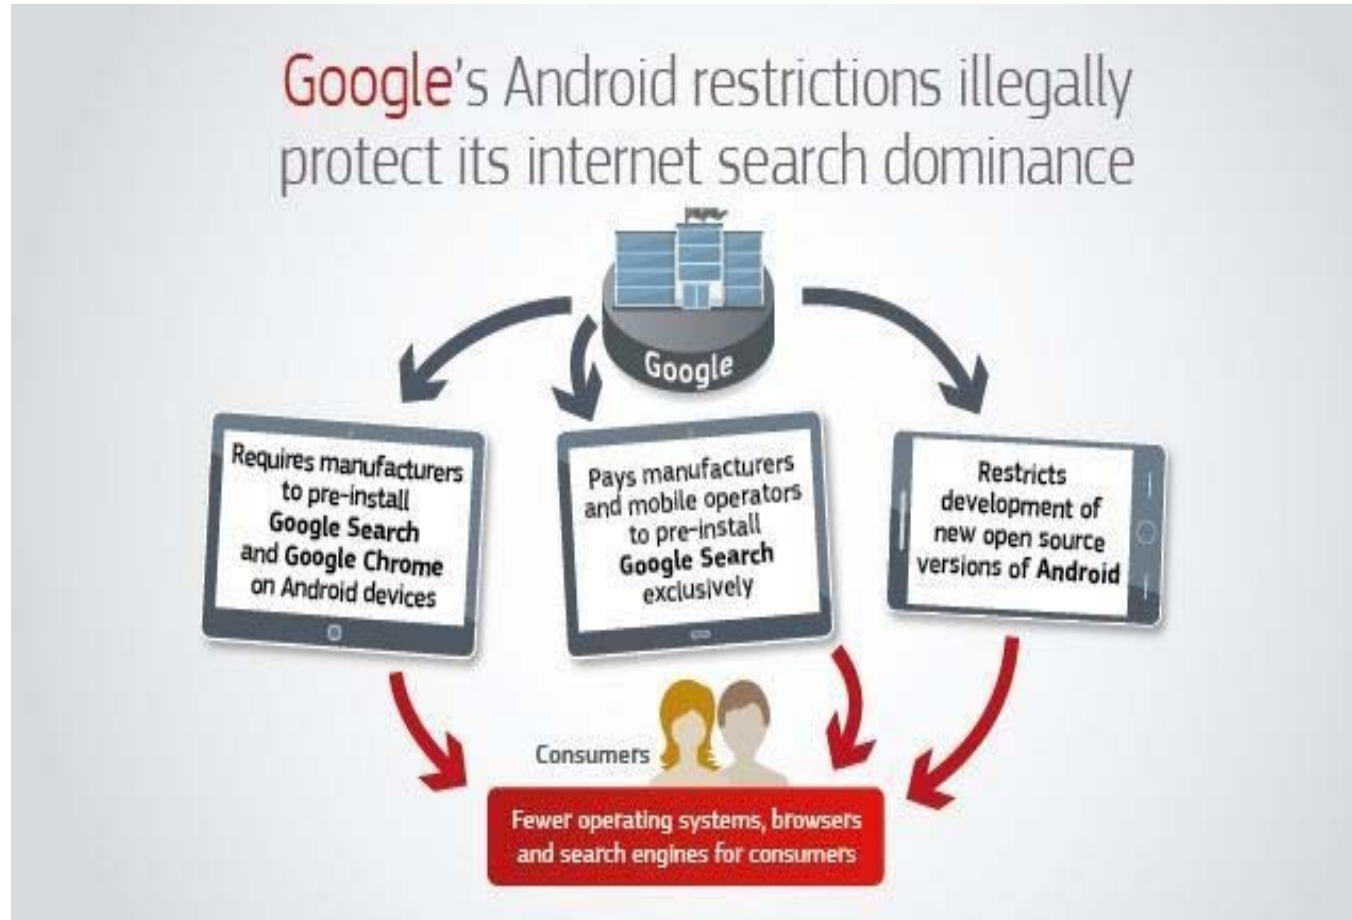 Google's Android restrictions illegally
protect its internet search dominance
Google
Requires manufacturers
to pre-install
Google Search
and Google Chrome
on Android devices
Pays manufacturers
and mobile operators
to pre-install
Google Search
exclusively
Restricts
development of
new open source
versions of Android
Consumers
Fewer operating systems, browsers
and search engines for consumers